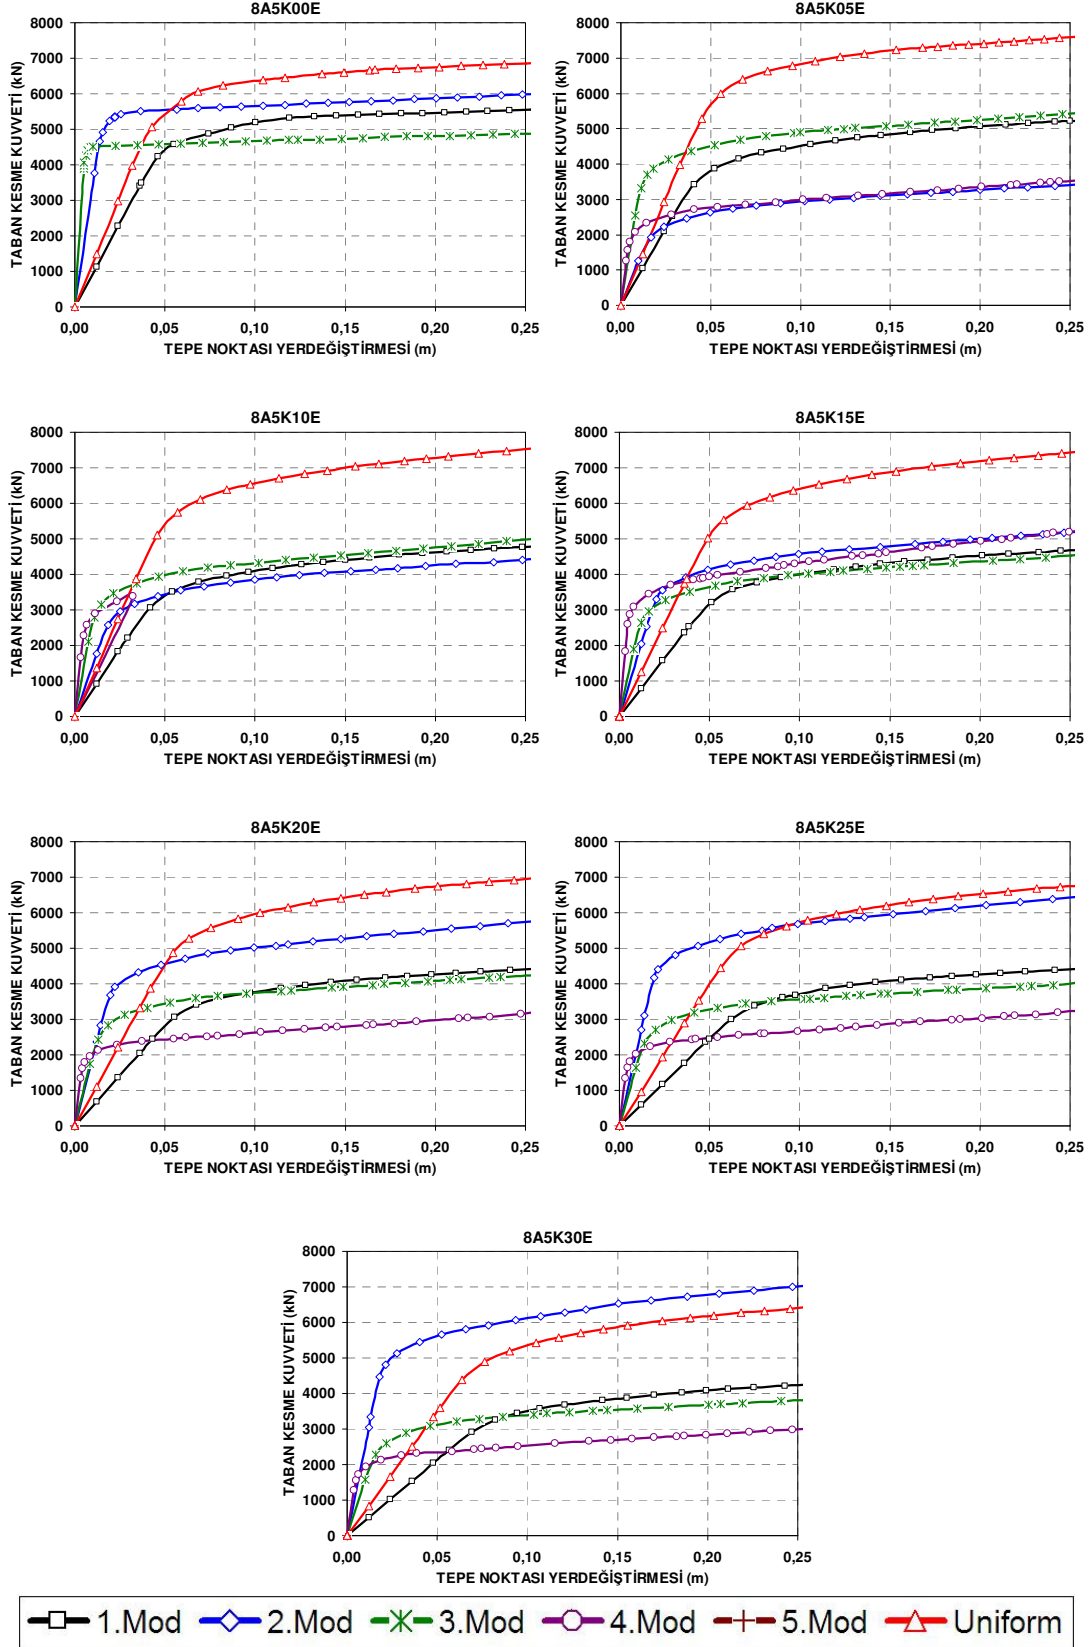 8A5K00E
TABAN KESME KUVVETİ (kN)
8000
7000
6000
5000
4000
3000
2000
1000
0
0,00 0,05 0,10 0,15 0,20 0,25
TEPE NOKTASI YERDEĞİŞTİRMESİ (m)
8A5K05E
TABAN KESME KUVVETİ (kN)
8000
7000
6000
5000
4000
3000
2000
1000
0
0,00 0,05 0,10 0,15 0,20 0,25
TEPE NOKTASI YERDEĞİŞTİRMESİ (m)
8A5K10E
TABAN KESME KUVVETİ (kN)
8000
7000
6000
5000
4000
3000
2000
1000
0
0,00 0,05 0,10 0,15 0,20 0,25
TEPE NOKTASI YERDEĞİŞTİRMESİ (m)
8A5K15E
TABAN KESME KUVVETİ (kN)
8000
7000
6000
5000
4000
3000
2000
1000
0
0,00 0,05 0,10 0,15 0,20 0,25
TEPE NOKTASI YERDEĞİŞTİRMESİ (m)
8A5K20E
TABAN KESME KUVVETİ (kN)
8000
7000
6000
5000
4000
3000
2000
1000
0
0,00 0,05 0,10 0,15 0,20 0,25
TEPE NOKTASI YERDEĞİŞTİRMESİ (m)
8A5K25E
TABAN KESME KUVVETİ (kN)
8000
7000
6000
5000
4000
3000
2000
1000
0
0,00 0,05 0,10 0,15 0,20 0,25
TEPE NOKTASI YERDEĞİŞTİRMESİ (m)
8A5K30E
TABAN KESME KUVVETİ (kN)
8000
7000
6000
5000
4000
3000
2000
1000
0
0,00 0,05 0,10 0,15 0,20 0,25
TEPE NOKTASI YERDEĞİŞTİRMESİ (m)
1.Mod 2.Mod 3.Mod 4.Mod 5.Mod Uniform